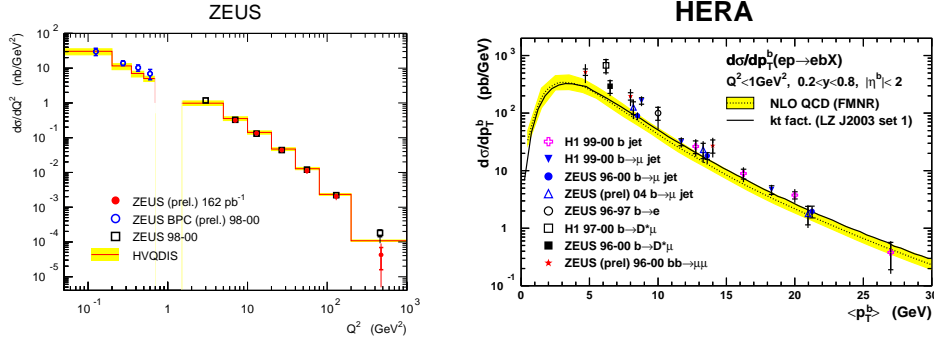 ZEUS
dσ/dQ² (nb/GeV²)
10²
10
1
10⁻¹
10⁻²
10⁻³
10⁻⁴
10⁻⁵
ZEUS (prel.) 162 pb⁻¹
ZEUS BPC (prel.) 98-00
ZEUS 98-00
HVQDIS
10⁻¹ 1 10 10² 10³
Q² (GeV²)
HERA
dσ/dp_T^b (pb/GeV)
10³
10²
10
1
10⁻¹
dσ/dp_T^b(ep→ebX)
Q²<1GeV², 0.2<y<0.8, |η^b|< 2
NLO QCD (FMNR)
kt fact. (LZ J2003 set 1)
H1 99-00 b jet
H1 99-00 b→μ jet
ZEUS 96-00 b→μ jet
ZEUS (prel) 04 b→μ jet
ZEUS 96-97 b→e
H1 97-00 b→D*μ
ZEUS 96-00 b→D*μ
ZEUS (prel) 96-00 bb→μμ
0 5 10 15 20 25 30
<p_T^b> (GeV)